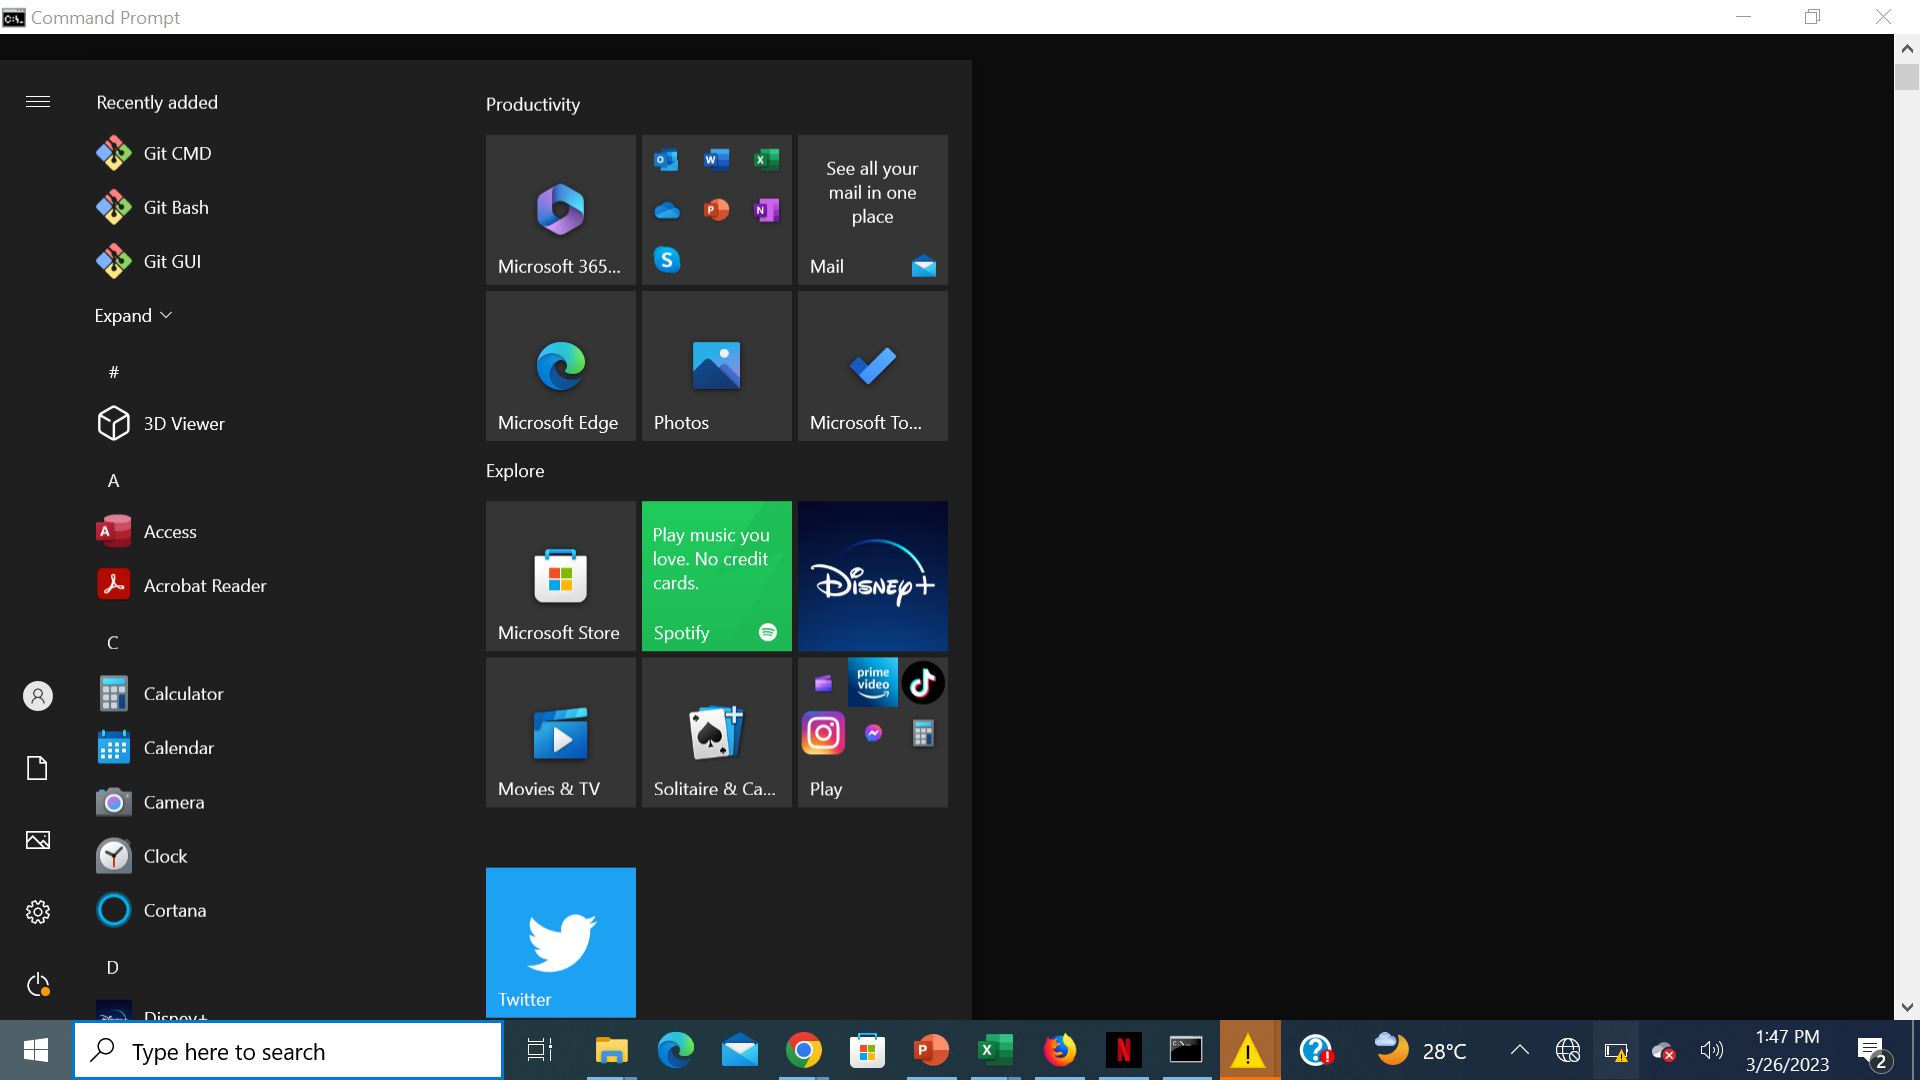 Command Prompt
Recently added
Git CMD
Git Bash
Git GUI
Expand
#
3D Viewer
A
Access
Acrobat Reader
C
Calculator
Calendar
Camera
Clock
Cortana
D
Disney+
Productivity
Microsoft 365...
See all your
mail in one
place
Mail
Microsoft Edge
Photos
Microsoft To...
Explore
Microsoft Store
Play music you
love. No credit
cards.
Spotify
Disney+
Movies & TV
Solitaire & Ca...
prime
video
Play
Twitter
Type here to search
28°C
1:47 PM
3/26/2023
2